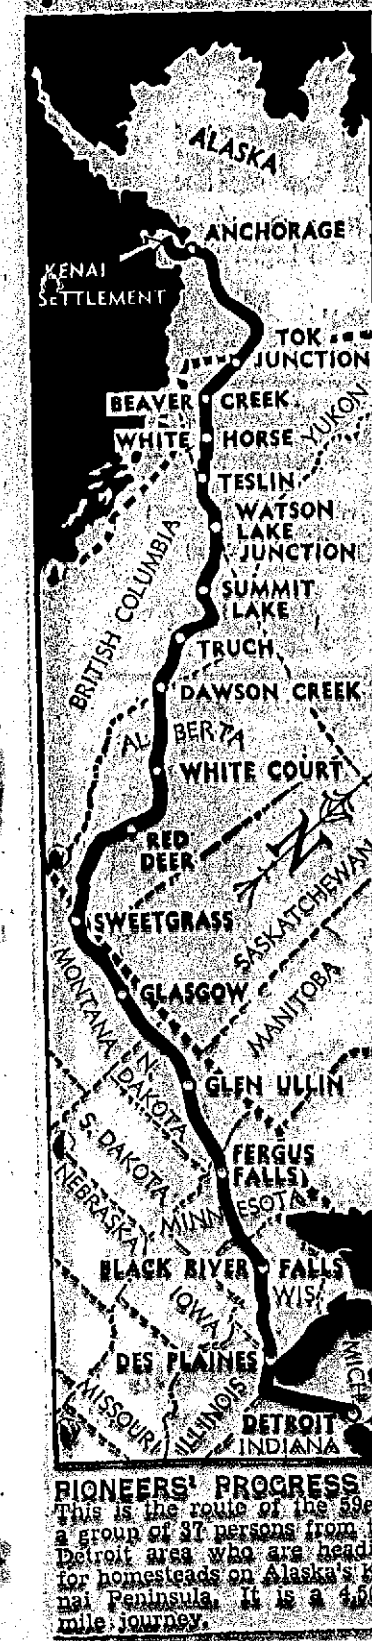 ALASKA
ANCHORAGE
KENAI
SETTLEMENT
TOK
JUNCTION
BEAVER CREEK
YUKON
WHITE HORSE
TESLIN
WATSON
LAKE
JUNCTION
BRITISH COLUMBIA
SUMMIT
LAKE
TRUCH
DAWSON CREEK
ALBERTA
WHITE COURT
RED
DEER
N
SASKATCHEWAN
SWEETGRASS
MONTANA
GLASGOW
MANITOBA
N.
DAKOTA
GLEN ULLIN
S. DAKOTA
FERGUS
FALLS
NEBRASKA
MINNESOTA
BLACK RIVER FALLS
WIS.
IOWA
DES PLAINES
MICH
MISSOURI
ILLINOIS
DETROIT
INDIANA
PIONEERS' PROGRESS
This is the route of the 59e
a group of 37 persons from
Detroit area who are headi
for homesteads on Alaska's K
nai Peninsula. It is a 4,50
mile journey.